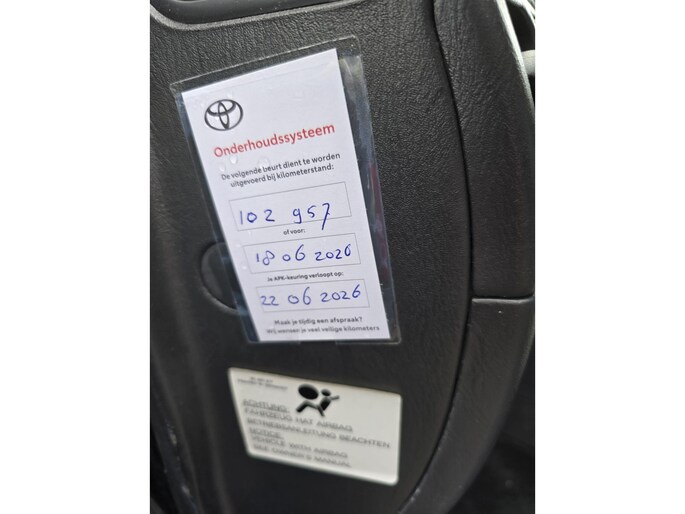 Onderhoudssysteem
De volgende beurt dient te worden
uitgevoerd bij kilometerstand:
102 957
of voor:
18 06 2026
Je APK-keuring verloopt op:
22 06 2026
Maak je tijdig een afspraak?
Wij wensen je veel veilige kilometers
ACHTUNG:
FAHRZEUG HAT AIRBAG
BETRIEBSANLEITUNG BEACHTEN
NOTICE:
VEHICLE WITH AIRBAG
SEE OWNER'S MANUAL